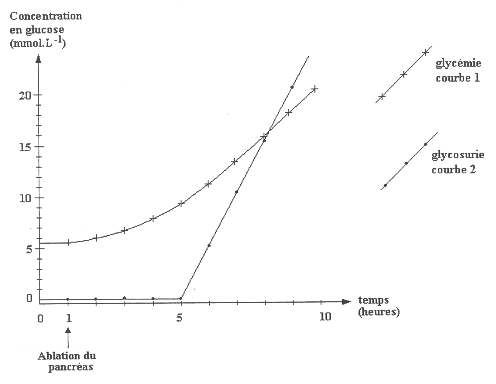 Concentration
en glucose
(mmol.L⁻¹)
20
15
10
5
0
0 1 5 10
temps
(heures)
Ablation du
pancréas
glycémie
courbe 1
glycosurie
courbe 2